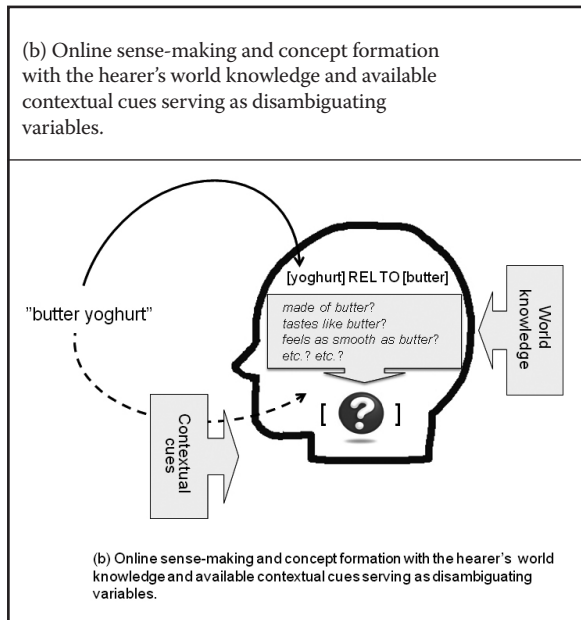 (b) Online sense-making and concept formation
with the hearer's world knowledge and available
contextual cues serving as disambiguating
variables.
[yoghurt] REL TO [butter]
"butter yoghurt"
made of butter?
tastes like butter?
feels as smooth as butter?
etc.? etc.?
World
knowledge
[ ? ]
Contextual
cues
(b) Online sense-making and concept formation with the hearer's world
knowledge and available contextual cues serving as disambiguating
variables.